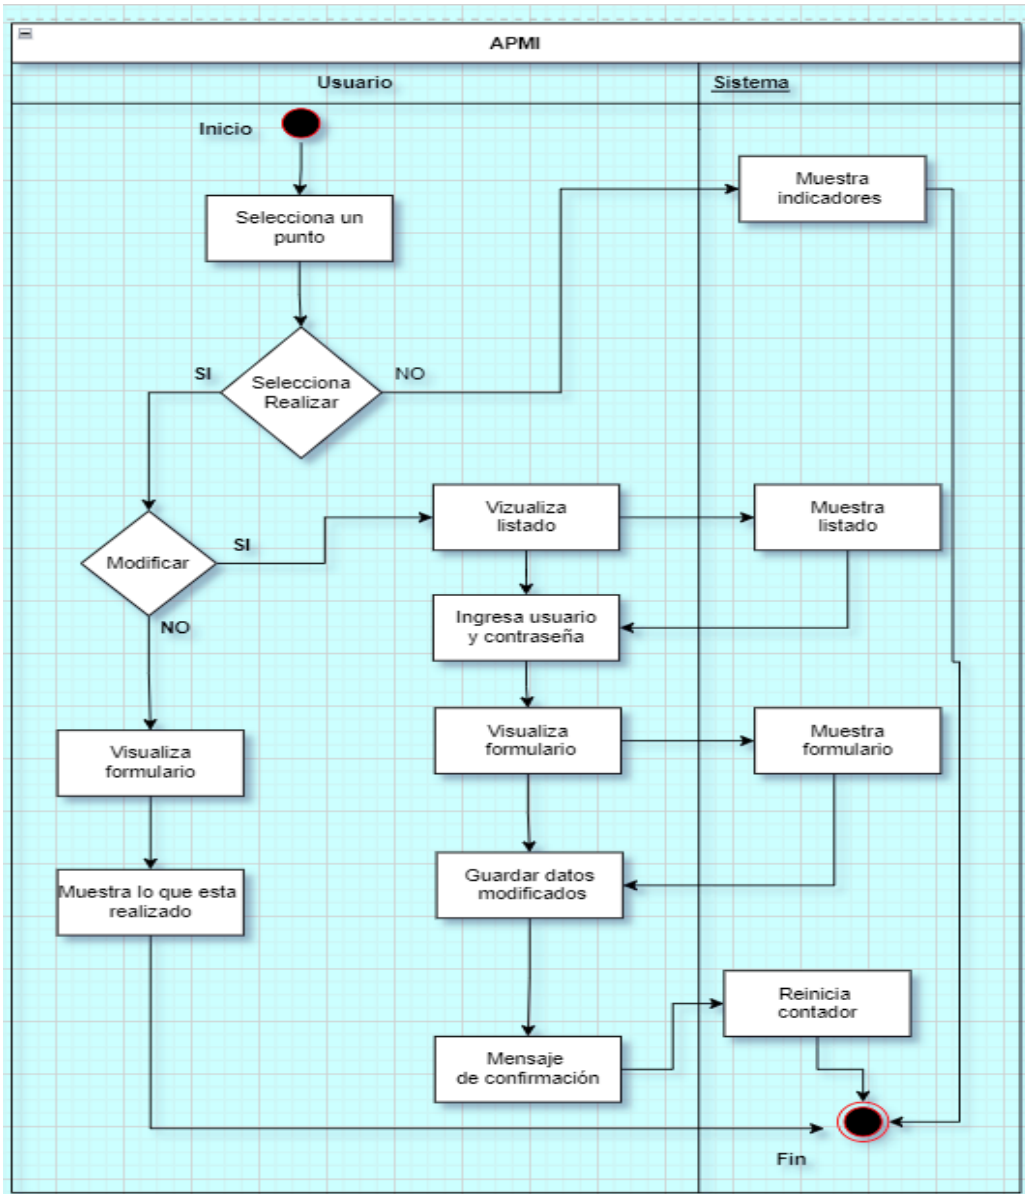 APMI
Usuario
Sistema
Inicio
Muestra
indicadores
Selecciona un
punto
SI
Selecciona
Realizar
NO
Vizualiza
listado
Muestra
listado
Modificar
SI
NO
Ingresa usuario
y contraseña
Visualiza
formulario
Visualiza
formulario
Muestra
formulario
Muestra lo que esta
realizado
Guardar datos
modificados
Reinicia
contador
Mensaje
de confirmación
Fin